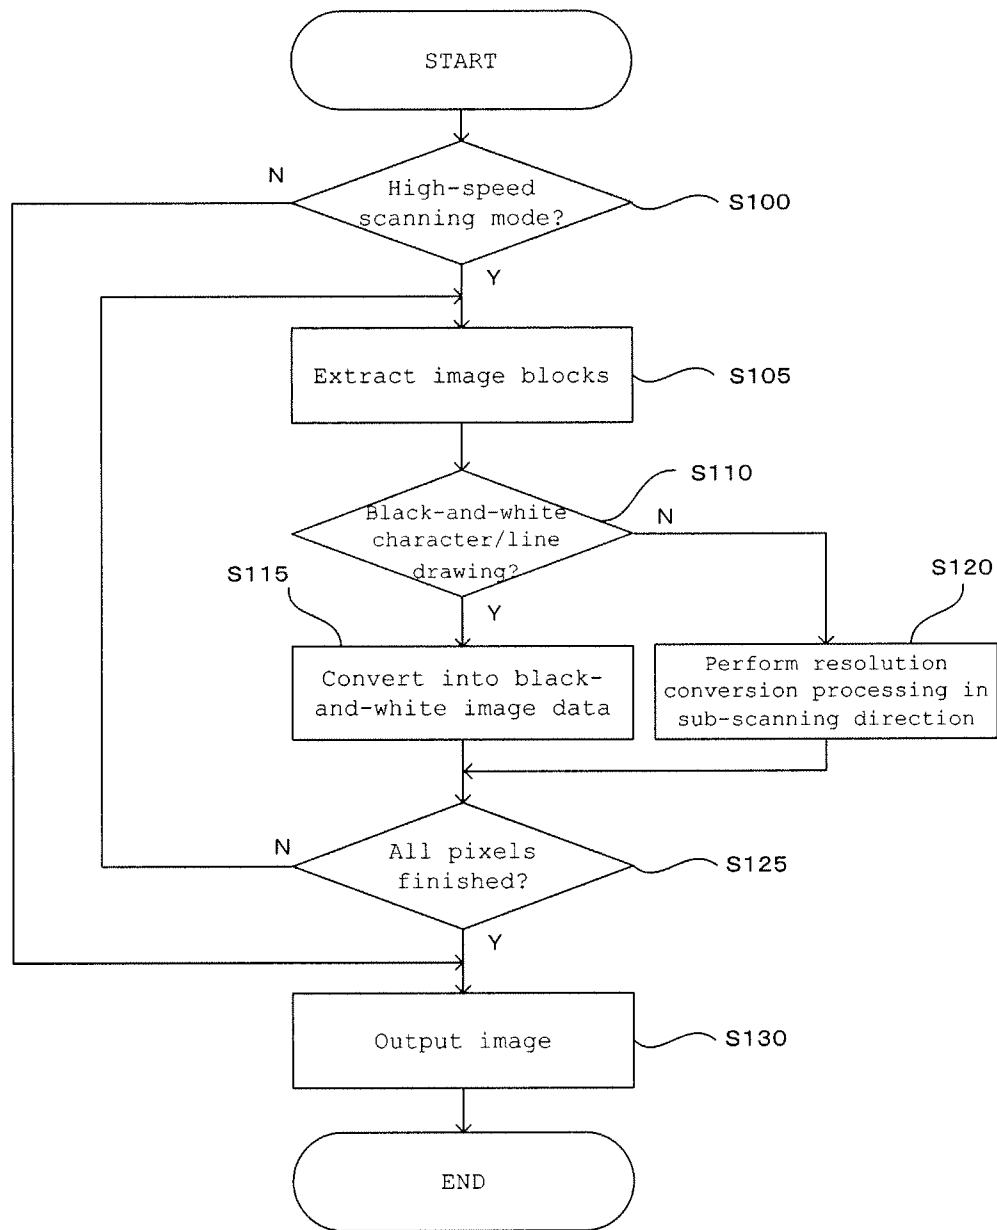 START
N
High-speed
scanning mode?
S100
Y
Extract image blocks
S105
S110
Black-and-white
character/line
drawing?
N
S115
Y
S120
Convert into black-
and-white image data
Perform resolution
conversion processing in
sub-scanning direction
N
All pixels
finished?
S125
Y
Output image
S130
END